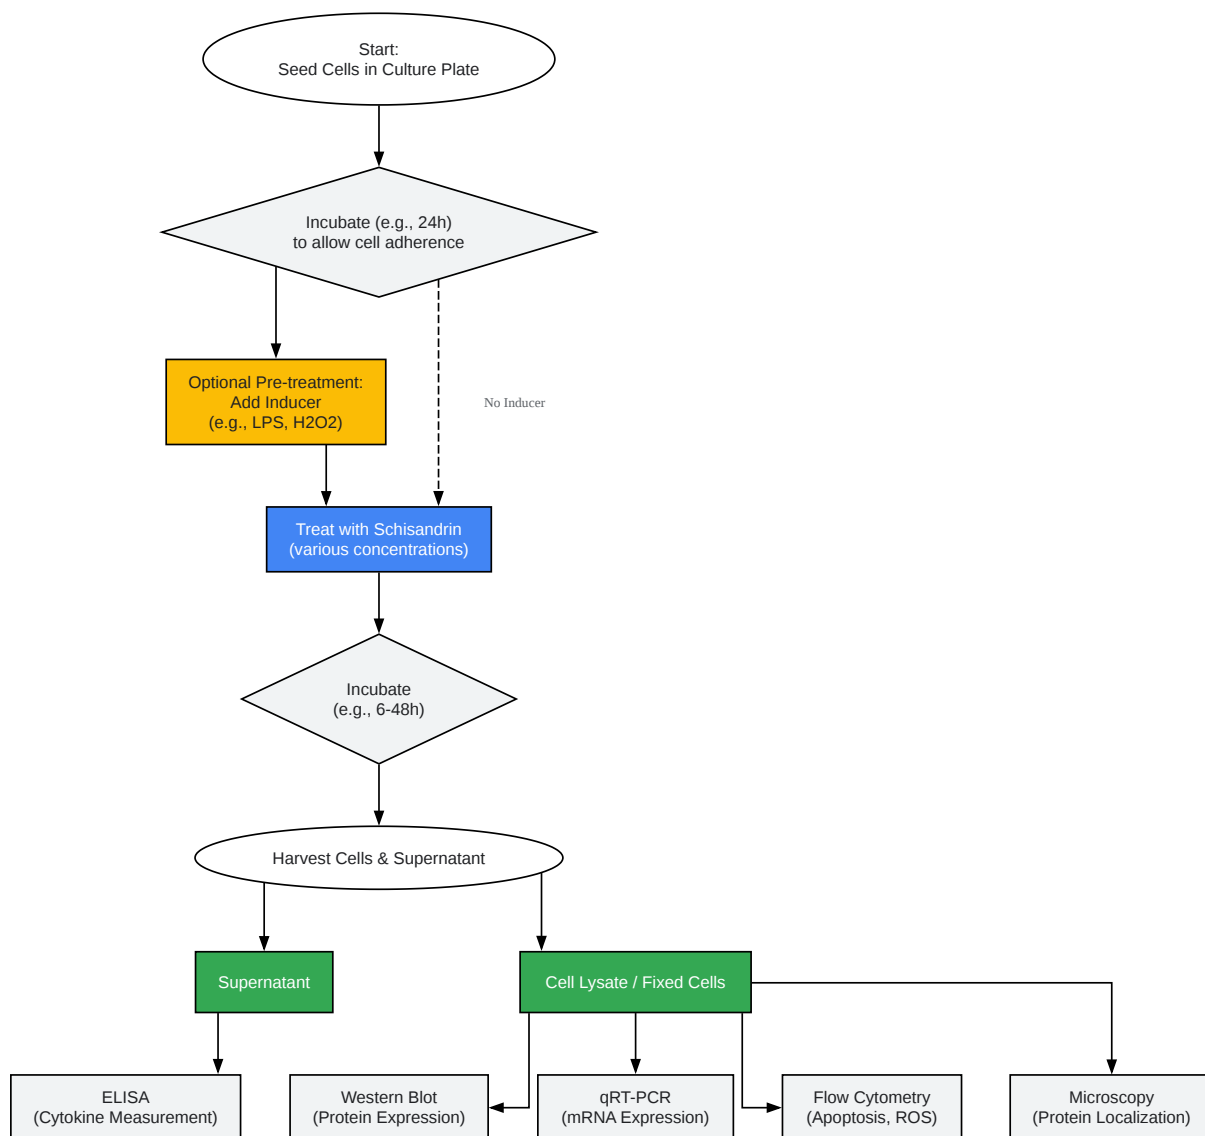 Start:
Seed Cells in Culture Plate
Incubate (e.g., 24h)
to allow cell adherence
Optional Pre-treatment:
Add Inducer
(e.g., LPS, H2O2)
No Inducer
Treat with Schisandrin
(various concentrations)
Incubate
(e.g., 6-48h)
Harvest Cells & Supernatant
Supernatant
Cell Lysate / Fixed Cells
ELISA
(Cytokine Measurement)
Western Blot
(Protein Expression)
qRT-PCR
(mRNA Expression)
Flow Cytometry
(Apoptosis, ROS)
Microscopy
(Protein Localization)